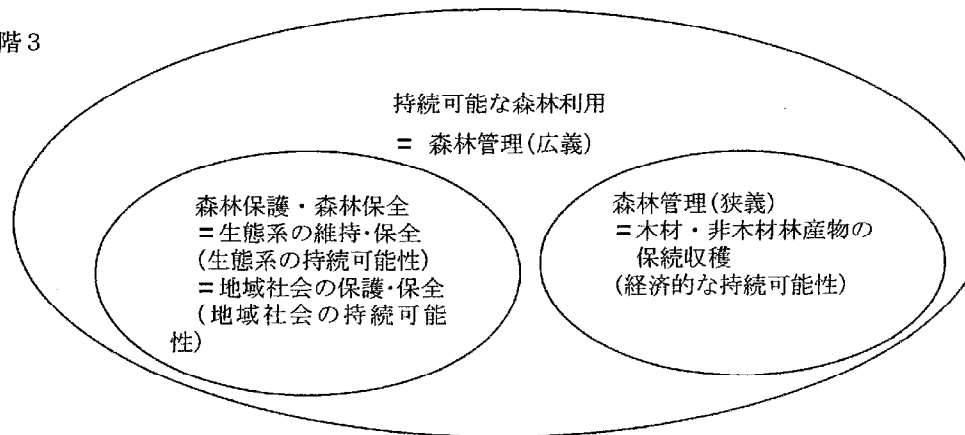 階3
持続可能な森林利用
= 森林管理(広義)
森林保護・森林保全
=生態系の維持・保全
(生態系の持続可能性)
=地域社会の保護・保全
(地域社会の持続可能
性)
森林管理(狭義)
=木材・非木材林産物の
保続収穫
(経済的な持続可能性)